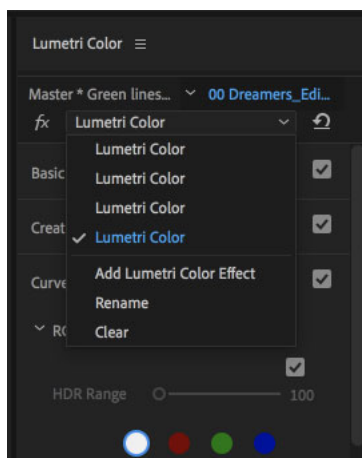 Lumetri Color
Master * Green lines... 00 Dreamers_Edi...
fx Lumetri Color
Lumetri Color
Basic
Lumetri Color
Lumetri Color
Creat
Lumetri Color
Curve
Add Lumetri Color Effect
Rename
Clear
HDR Range 100